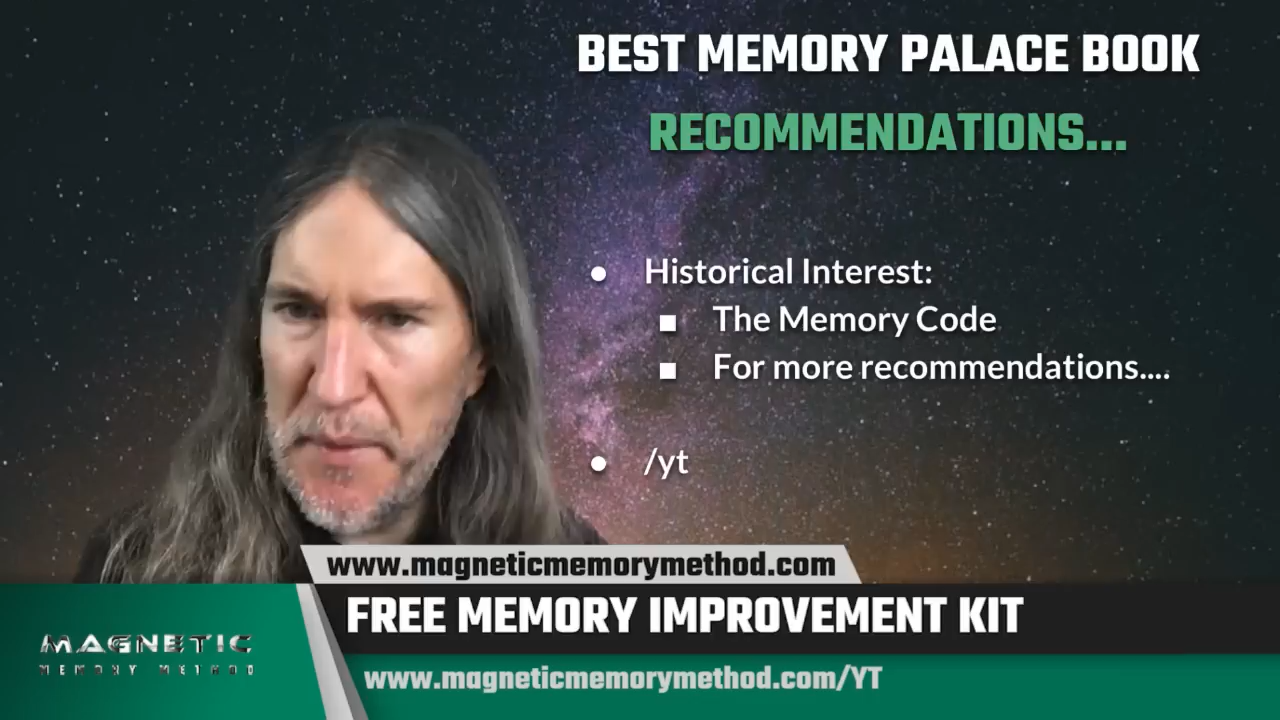 BEST MEMORY PALACE BOOK
RECOMMENDATIONS...
• Historical Interest:
■ The Memory Code
■ For more recommendations....
• /yt
www.magneticmemorymethod.com
FREE MEMORY IMPROVEMENT KIT
MAGNETIC
MEMORY METHOD
www.magneticmemorymethod.com/YT